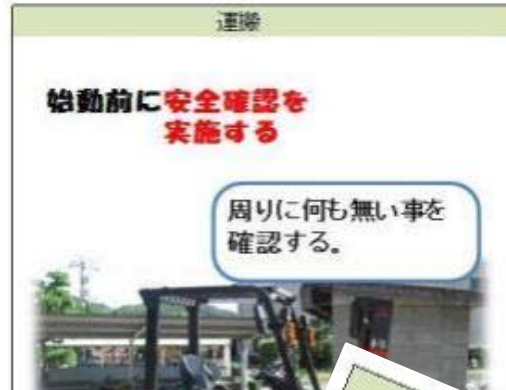 運搬
始動前に安全確認を
実施する
周りに何も無い事を
確認する。